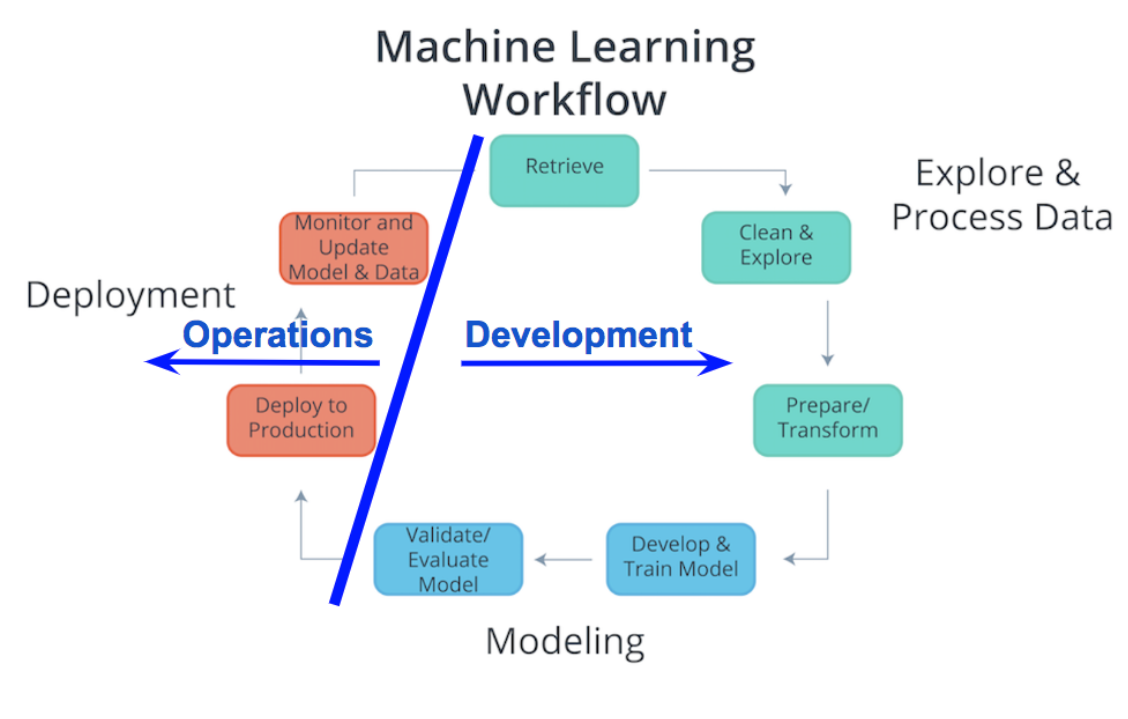 Machine Learning
Workflow
Retrieve
Explore &
Process Data
Clean &
Explore
Monitor and
Update
Model & Data
Deployment
Operations
Development
Deploy to
Production
Prepare/
Transform
Validate/
Evaluate
Model
Develop &
Train Model
Modeling